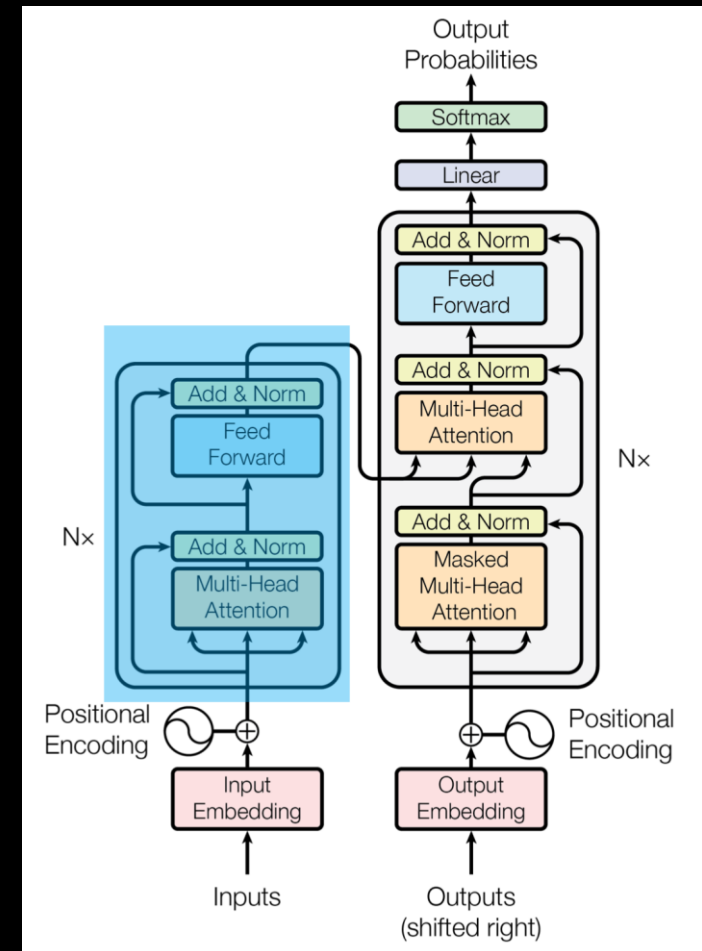 Output
Probabilities
Softmax
Linear
Add & Norm
Feed
Forward
Add & Norm
Multi-Head
Attention
Add & Norm
Masked
Multi-Head
Attention
N×
Add & Norm
Feed
Forward
Add & Norm
Multi-Head
Attention
N×
Positional
Encoding
Positional
Encoding
Input
Embedding
Output
Embedding
Inputs
Outputs
(shifted right)